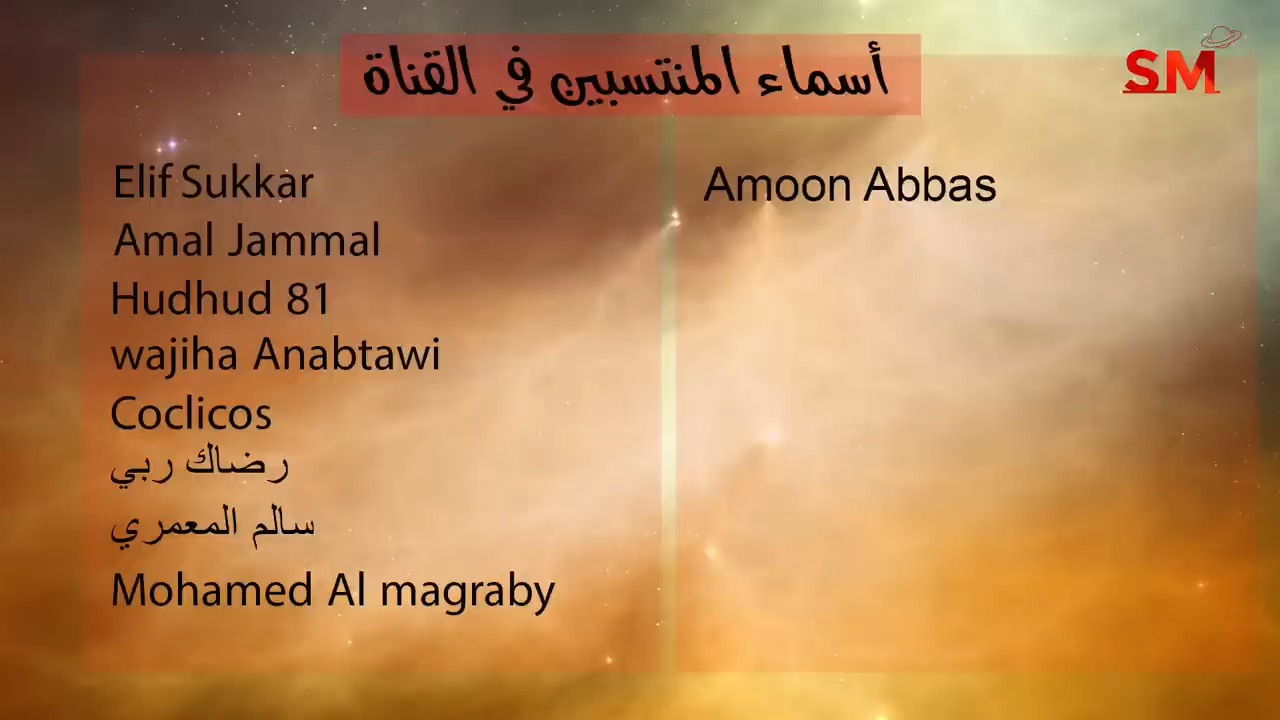 أسماء المنتسبين في القناة
SM
Elif Sukkar
Amal Jammal
Hudhud 81
wajiha Anabtawi
Coclicos
رضاك ربي
سالم المعمري
Mohamed Al magraby
Amoon Abbas